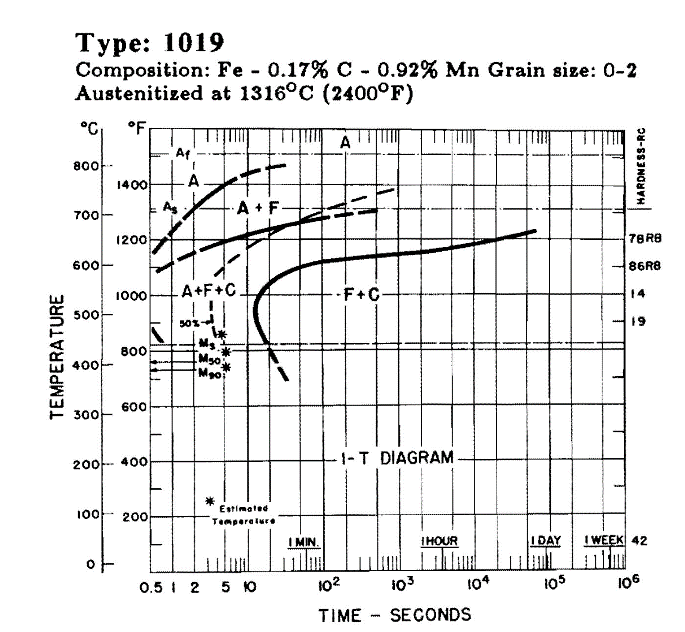 Type: 1019
Composition: Fe - 0.17% C - 0.92% Mn Grain size: 0-2
Austenitized at 1316°C (2400°F)
°C °F
HARDNESS-RC
A
Af
800
A
1400
As
A + F
700
1200
78RB
600
86RB
A+F+C
F+C
1000
14
500
50%
19
Ms *
800
M50 *
400
M90 *
TEMPERATURE
600
300
200
400
I-T DIAGRAM
* Estimated
Temperature
100
200
1 MIN. 1 HOUR 1 DAY 1 WEEK 42
0
0.5 1 2 5 10 10² 10³ 10⁴ 10⁵ 10⁶
TIME – SECONDS